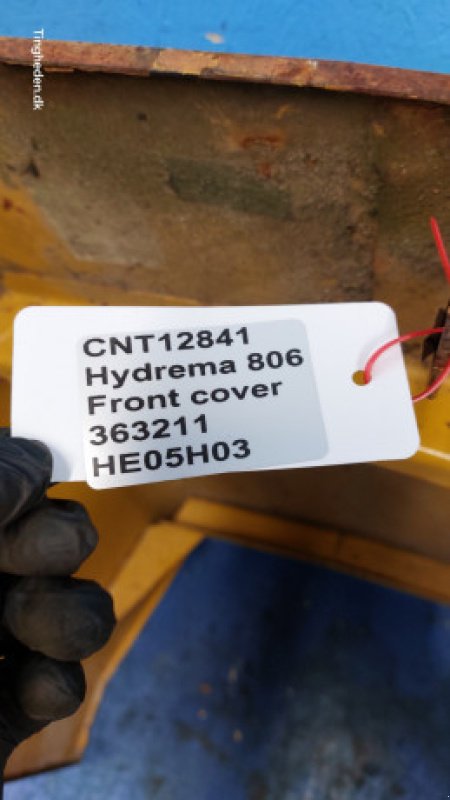 Tingheden.dk
CNT12841
Hydrema 806
Front cover
363211
HE05H03